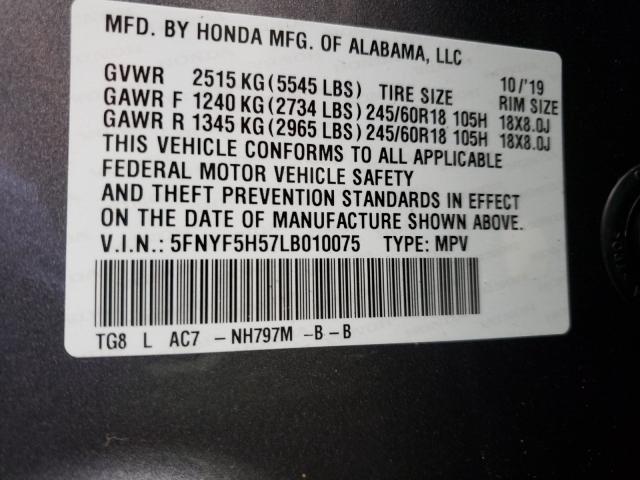 MFD. BY HONDA MFG. OF ALABAMA, LLC
10/'19
GVWR 2515 KG (5545 LBS) TIRE SIZE RIM SIZE
GAWR F 1240 KG (2734 LBS) 245/60R18 105H 18X8.0J
GAWR R 1345 KG (2965 LBS) 245/60R18 105H 18X8.0J
THIS VEHICLE CONFORMS TO ALL APPLICABLE
FEDERAL MOTOR VEHICLE SAFETY
AND THEFT PREVENTION STANDARDS IN EFFECT
ON THE DATE OF MANUFACTURE SHOWN ABOVE.
V.I.N.: 5FNYF5H57LB010075 TYPE: MPV
TG8 L AC7 - NH797M - B - B